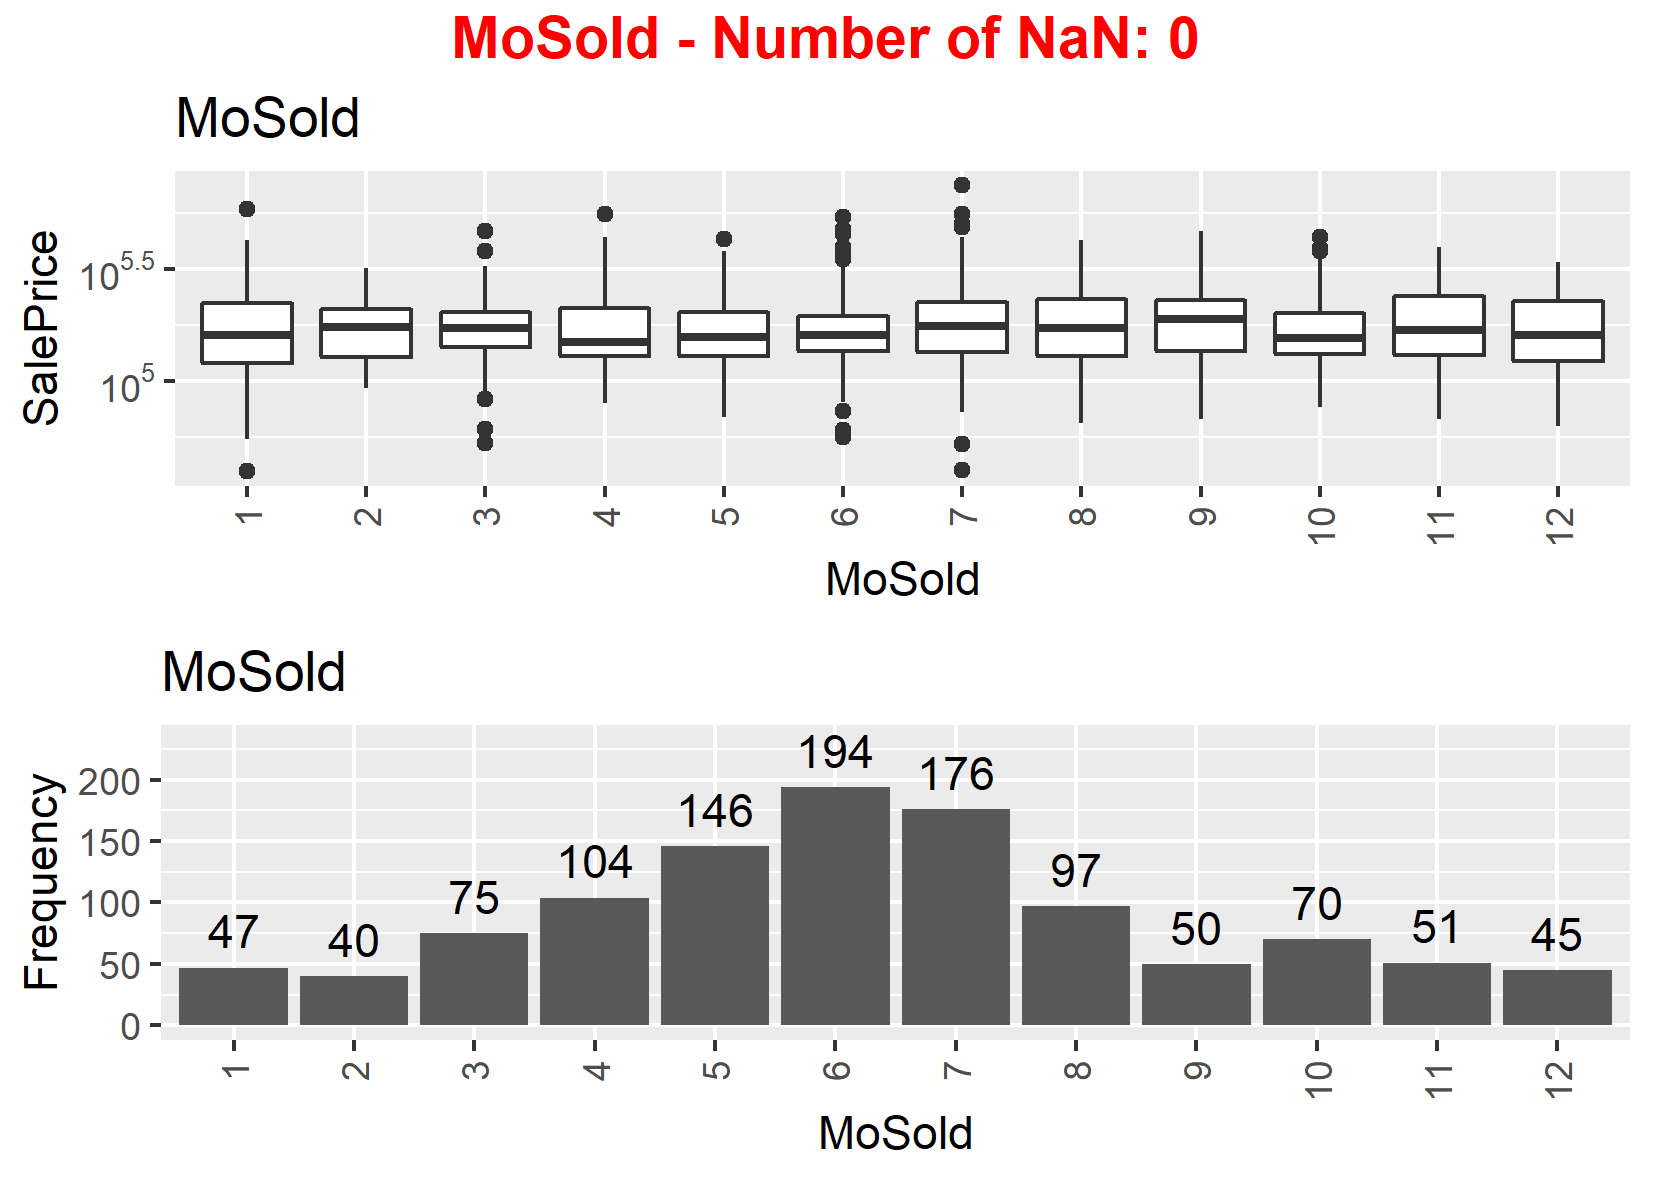 MoSold - Number of NaN: 0
MoSold
SalePrice
10^5.5
10^5
1 2 3 4 5 6 7 8 9 10 11 12
MoSold
MoSold
Frequency
200
150
100
50
0
47 40 75 104 146 194 176 97 50 70 51 45
1 2 3 4 5 6 7 8 9 10 11 12
MoSold